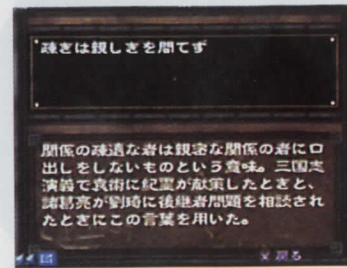 疎きは親しきを間てず
関係の疎遠な者は親密な関係の者に口
出しをしないものという意味。三国志
演義で袁術に紀霊が献策したときと、
諸葛亮が劉琦に後継者問題を相談され
たときにこの言葉を用いた。
戻る